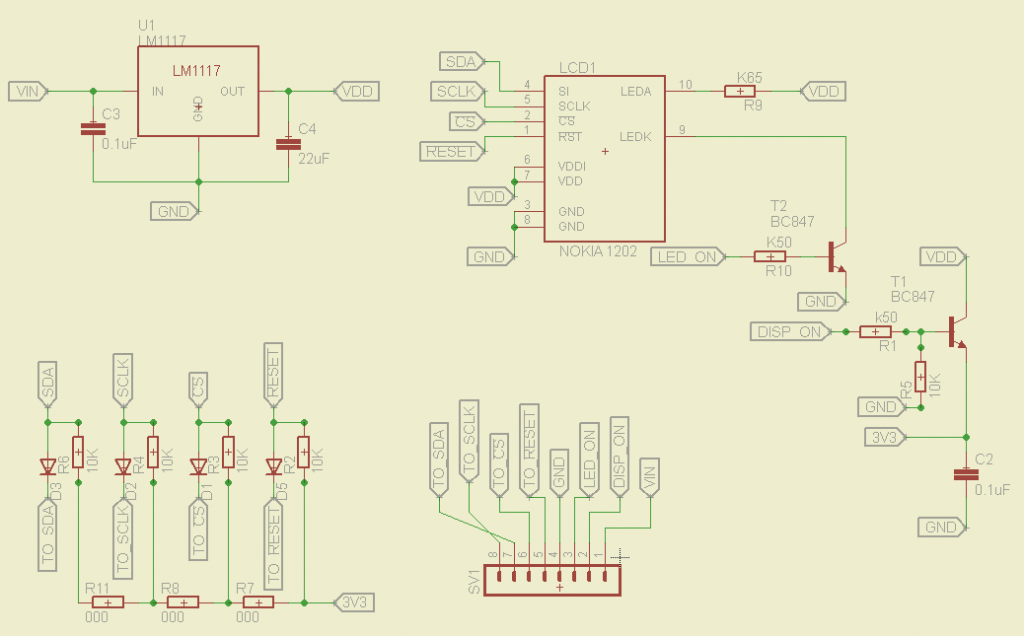 U1
LM1117
LM1117
VIN
IN
OUT
GND
VDD
C3
0.1uF
C4
22uF
GND
LCD1
SDA
SCLK
CS
RESET
VDD
GND
4
5
2
1
6
7
3
8
SI
SCLK
CS
RST
VDDI
VDD
GND
GND
LEDA
LEDK
10
9
NOKIA 1202
K65
R9
VDD
T2
BC847
LED_ON
K50
R10
GND
VDD
T1
BC847
DISP_ON
k50
R1
R5
10K
GND
3V3
C2
0.1uF
GND
SDA
SCLK
CS
RESET
R6
10K
R4
10K
R3
10K
R2
10K
D3
D2
D1
D5
TO_SDA
TO_SCLK
TO_CS
TO_RESET
R11
000
R8
000
R7
000
3V3
TO_SDA
TO_SCLK
TO_CS
TO_RESET
GND
LED_ON
DISP_ON
VIN
8
7
6
5
4
3
2
1
SV1